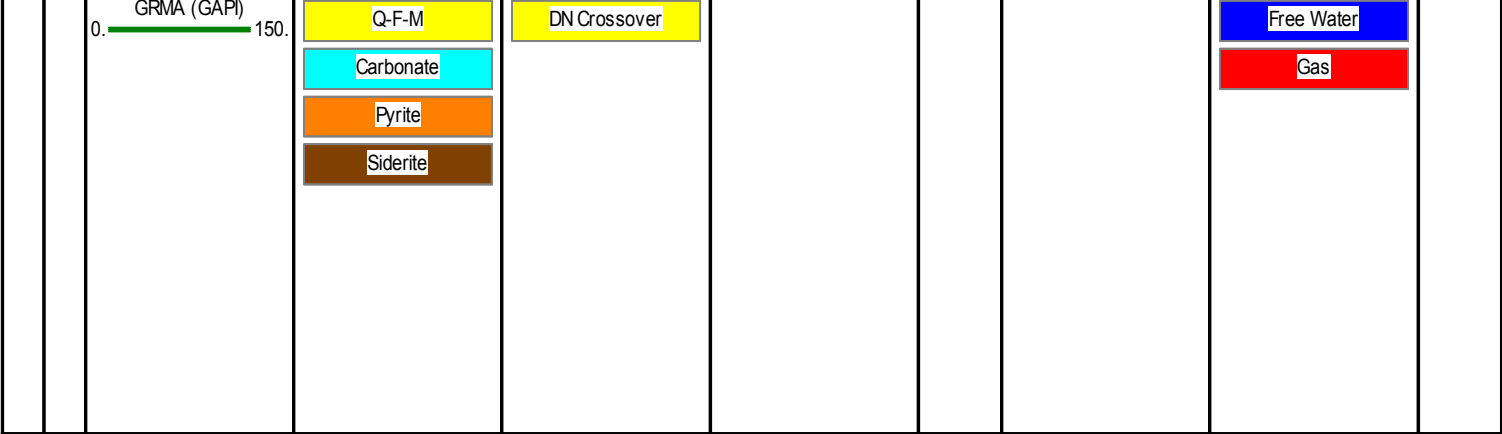 GRMA (GAPI)
0. 150.
Q-F-M
Carbonate
Pyrite
Siderite
DN Crossover
Free Water
Gas